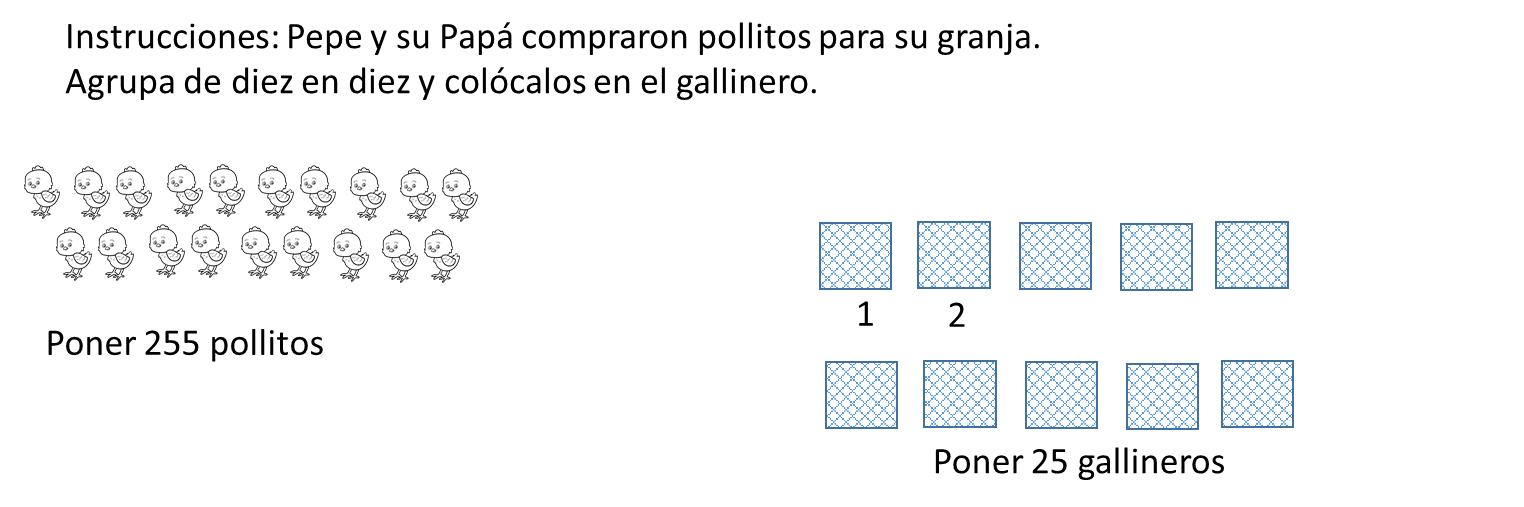 Instrucciones: Pepe y su Papá compraron pollitos para su granja.
Agrupa de diez en diez y colócalos en el gallinero.
1 2
Poner 255 pollitos
Poner 25 gallineros